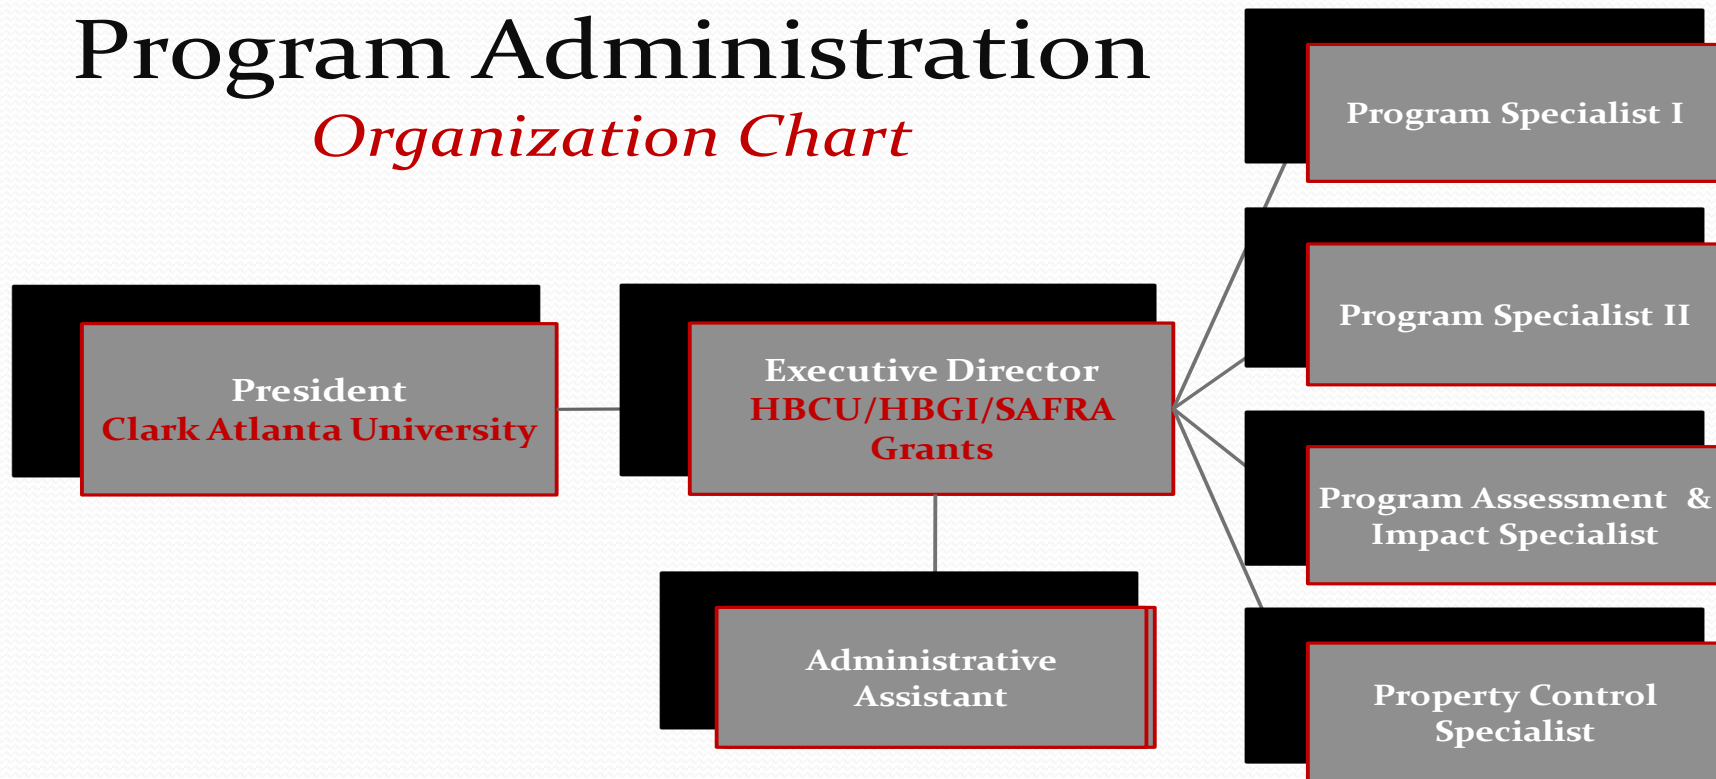 Program Administration
Organization Chart
President
Clark Atlanta University
Executive Director
HBCU/HBGI/SAFRA
Grants
Administrative
Assistant
Program Specialist I
Program Specialist II
Program Assessment &
Impact Specialist
Property Control
Specialist